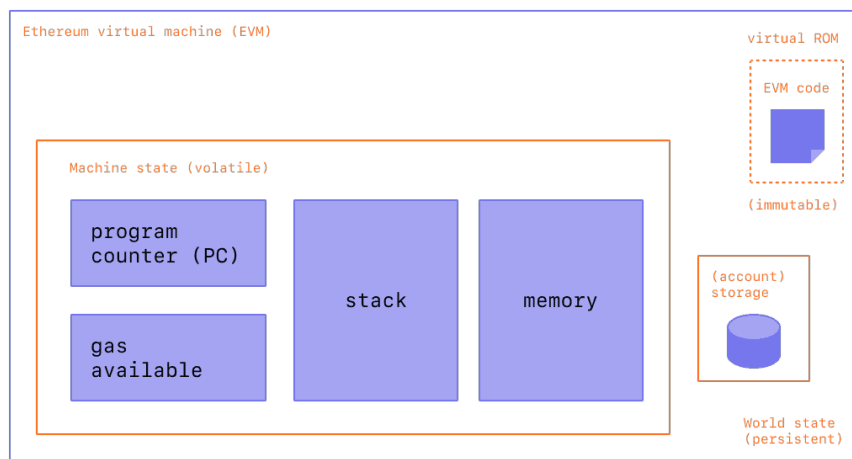 Ethereum virtual machine (EVM)
virtual ROM
EVM code
(immutable)
Machine state (volatile)
program
counter (PC)
gas
available
stack
memory
(account)
storage
World state
(persistent)